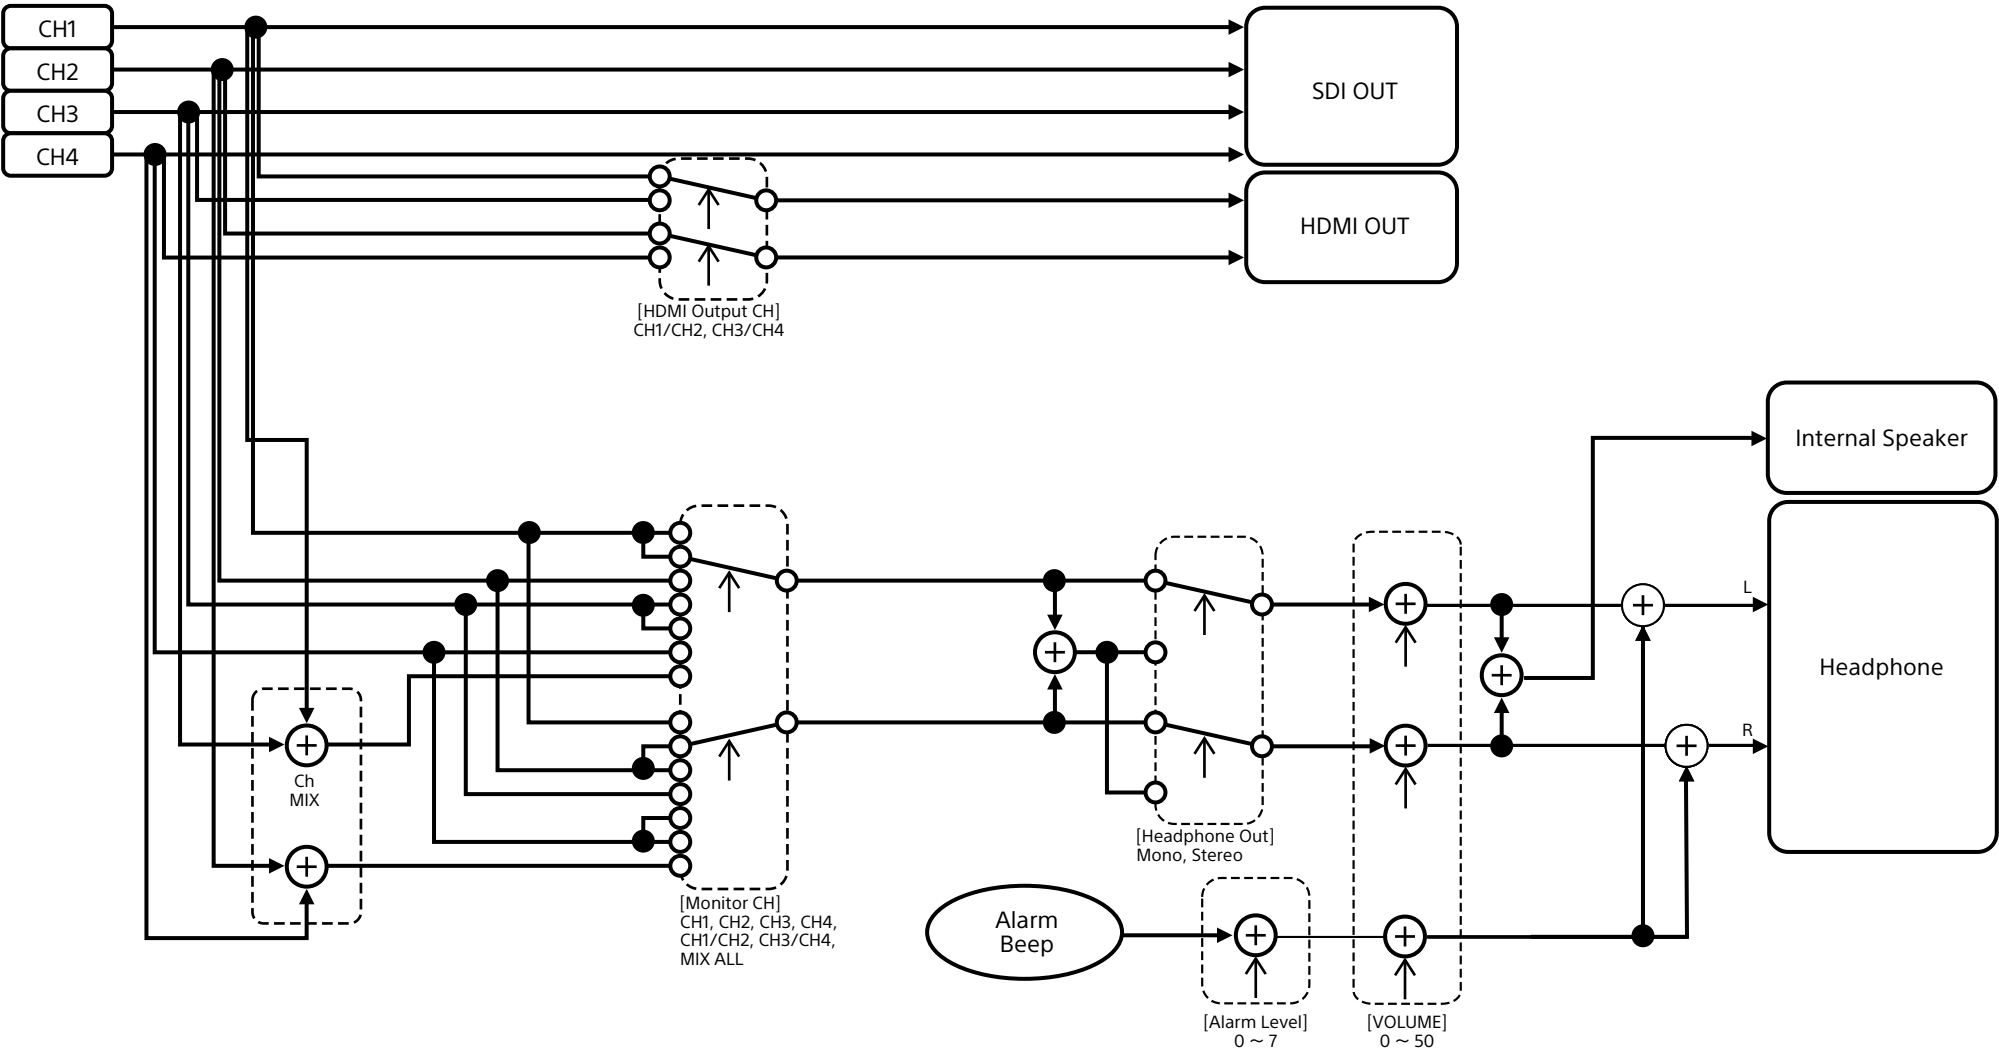 CH1
CH2
CH3
CH4
SDI OUT
HDMI OUT
[HDMI Output CH]
CH1/CH2, CH3/CH4
Internal Speaker
Headphone
L
R
Ch
MIX
[Monitor CH]
CH1, CH2, CH3, CH4,
CH1/CH2, CH3/CH4,
MIX ALL
[Headphone Out]
Mono, Stereo
Alarm
Beep
[Alarm Level]
0 ~ 7
[VOLUME]
0 ~ 50